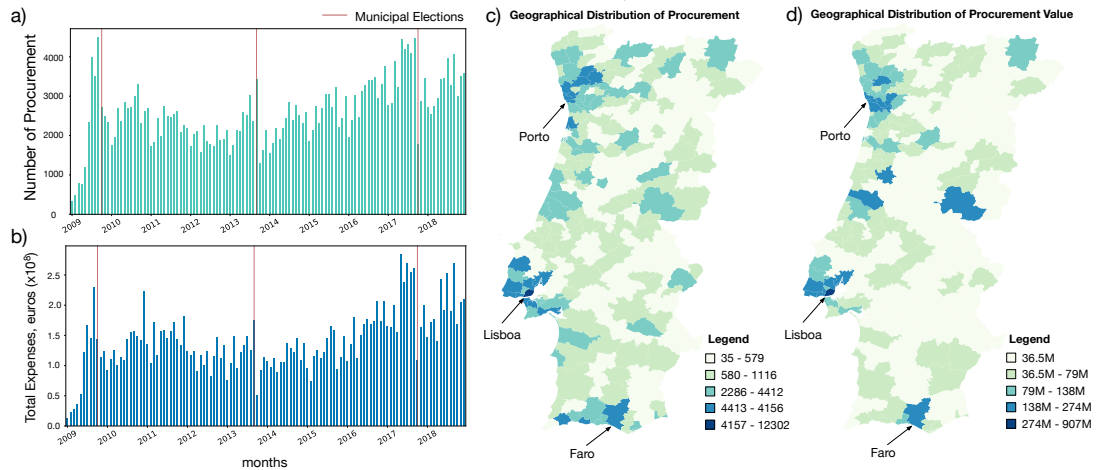 a)
Municipal Elections
Number of Procurement
4000
3000
2000
1000
0
2009
2010
2011
2012
2013
2014
2015
2016
2017
2018
b)
Total Expenses, euros (x10⁸)
2.5
2.0
1.5
1.0
0.5
0.0
2009
2010
2011
2012
2013
2014
2015
2016
2017
2018
months
c)
Geographical Distribution of Procurement
Porto
Lisboa
Faro
Legend
35 - 579
580 - 1116
2286 - 4412
4413 - 4156
4157 - 12302
d)
Geographical Distribution of Procurement Value
Porto
Lisboa
Faro
Legend
36.5M
36.5M - 79M
79M - 138M
138M - 274M
274M - 907M